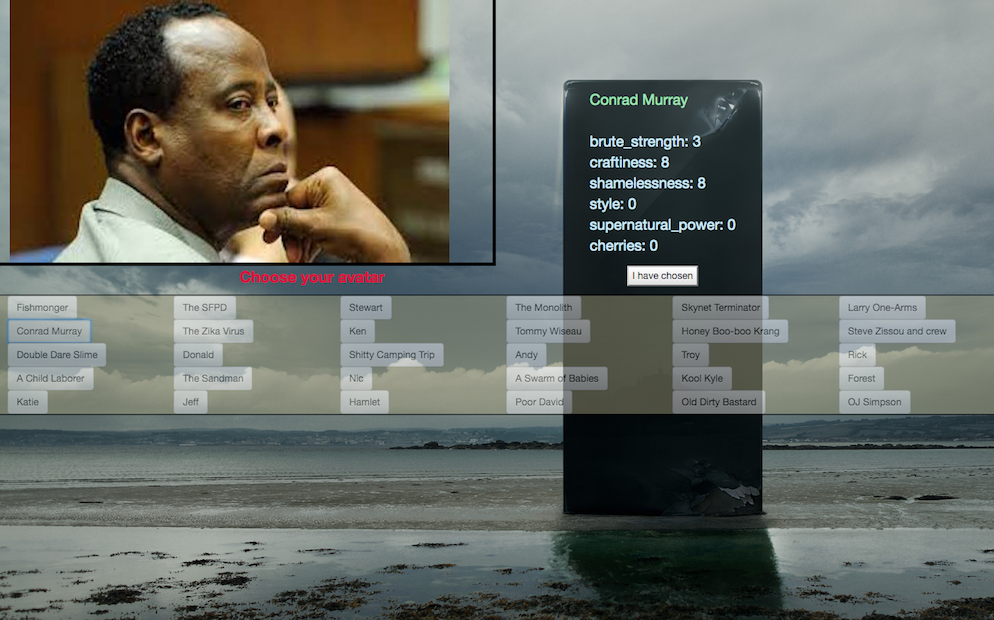 Conrad Murray
brute_strength: 3
craftiness: 8
shamelessness: 8
style: 0
supernatural_power: 0
cherries: 0
I have chosen
Choose your avatar
Fishmonger The SFPD Stewart The Monolith Skynet Terminator Larry One-Arms
Conrad Murray The Zika Virus Ken Tommy Wiseau Honey Boo-boo Krang Steve Zissou and crew
Double Dare Slime Donald Shitty Camping Trip Andy Troy Rick
A Child Laborer The Sandman Nic A Swarm of Babies Kool Kyle Forest
Katie Jeff Hamlet Poor David Old Dirty Bastard OJ Simpson